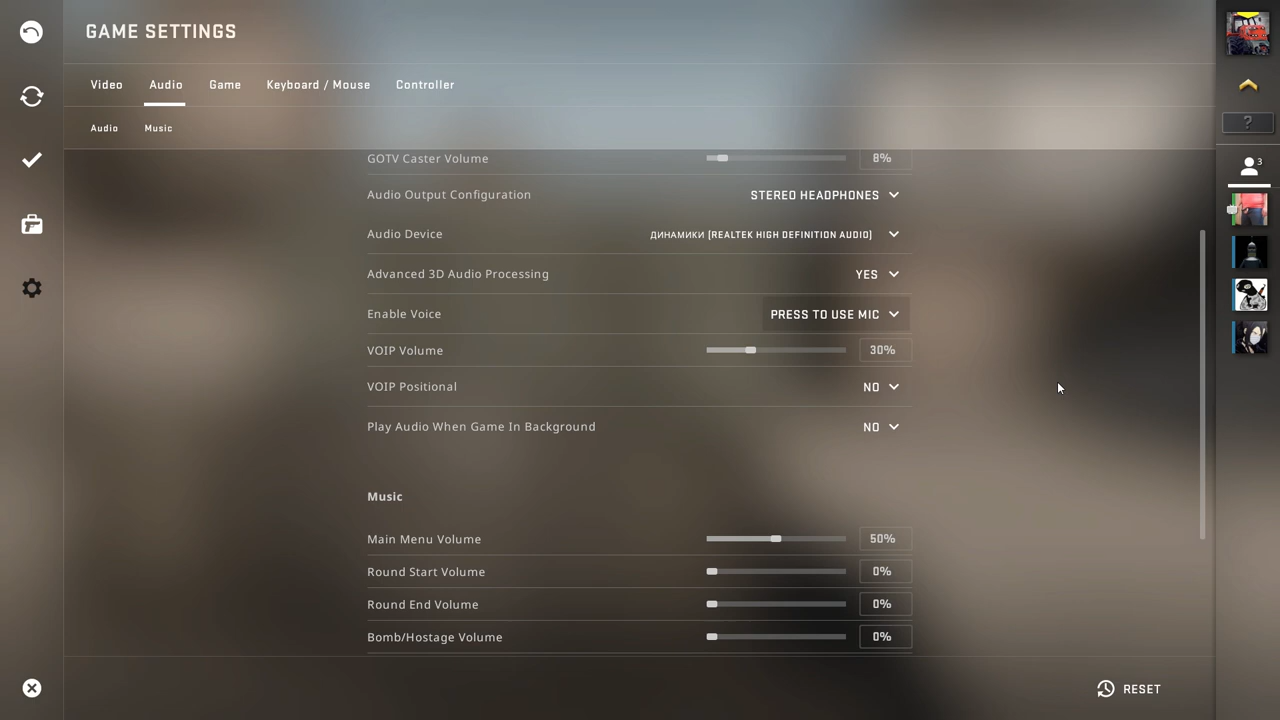 GAME SETTINGS
Video Audio Game Keyboard / Mouse Controller
Audio Music
GOTV Caster Volume 8%
Audio Output Configuration STEREO HEADPHONES
Audio Device ДИНАМИКИ (REALTEK HIGH DEFINITION AUDIO)
Advanced 3D Audio Processing YES
Enable Voice PRESS TO USE MIC
VOIP Volume 30%
VOIP Positional NO
Play Audio When Game In Background NO
Music
Main Menu Volume 50%
Round Start Volume 0%
Round End Volume 0%
Bomb/Hostage Volume 0%
RESET
?
3